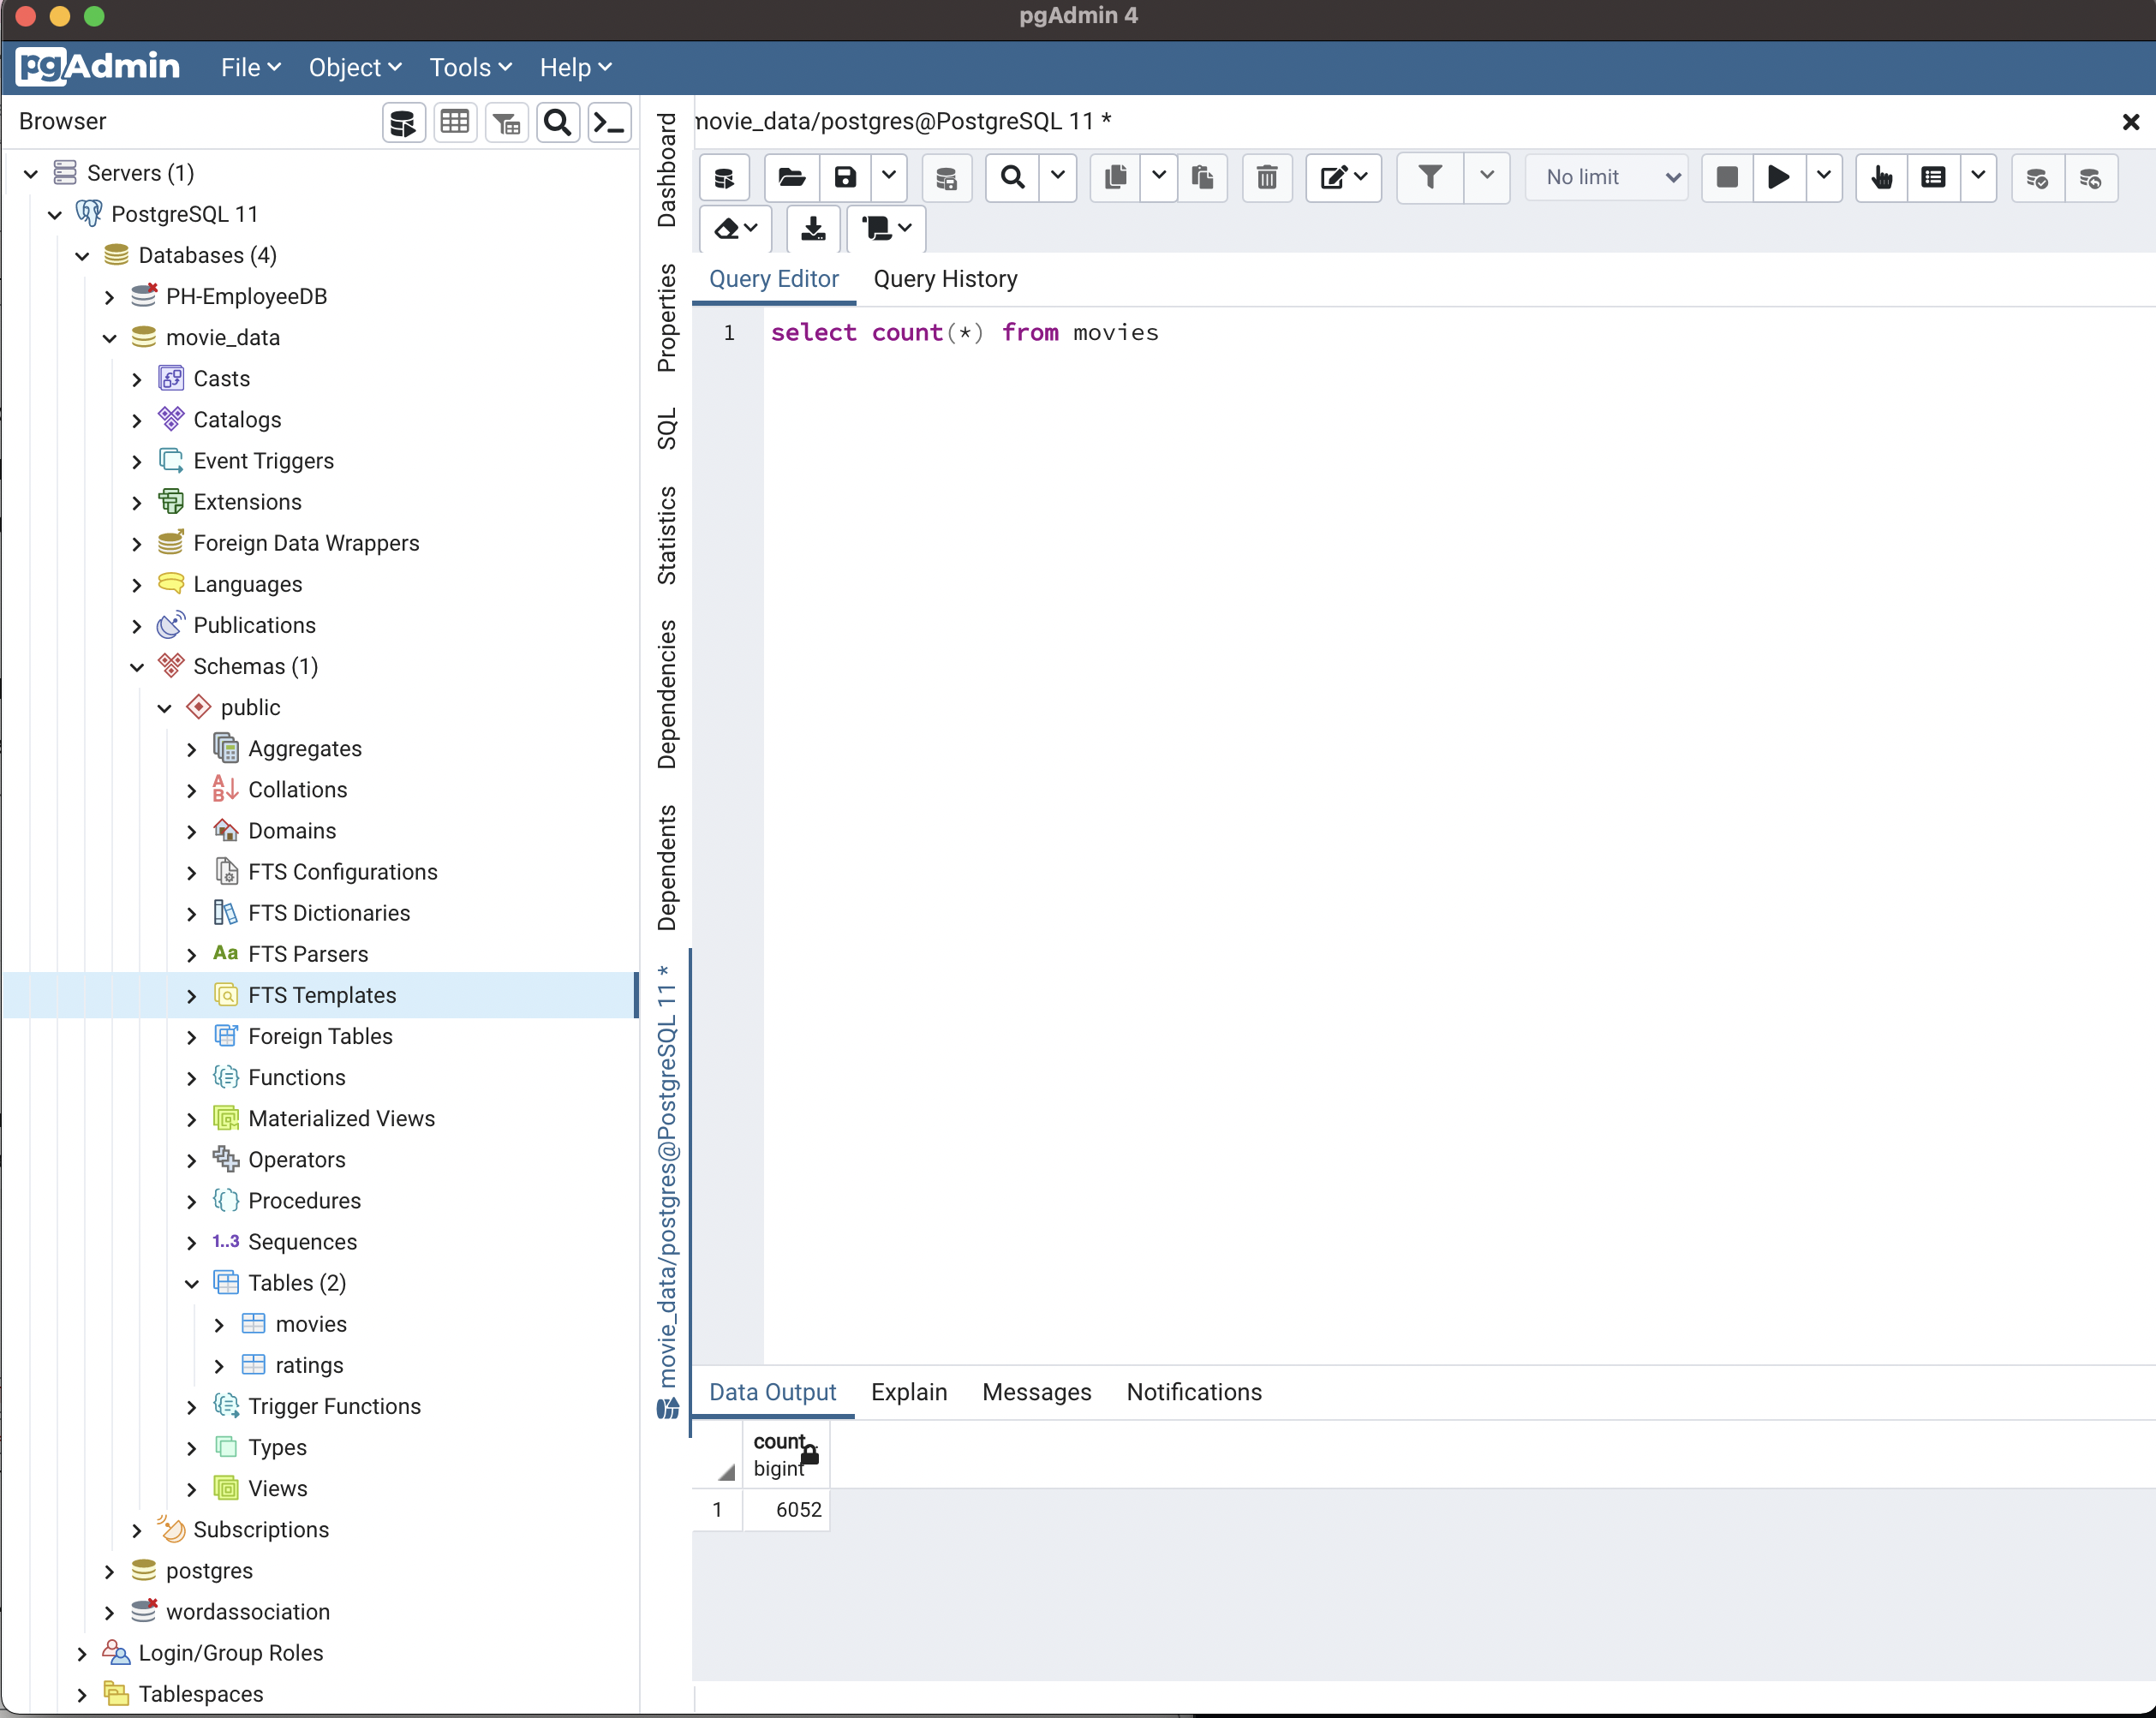 pgAdmin 4
pgAdmin File Object Tools Help
Browser
Servers (1)
PostgreSQL 11
Databases (4)
PH-EmployeeDB
movie_data
Casts
Catalogs
Event Triggers
Extensions
Foreign Data Wrappers
Languages
Publications
Schemas (1)
public
Aggregates
Collations
Domains
FTS Configurations
FTS Dictionaries
Aa FTS Parsers
FTS Templates
Foreign Tables
Functions
Materialized Views
Operators
Procedures
1..3 Sequences
Tables (2)
movies
ratings
Trigger Functions
Types
Views
Subscriptions
postgres
wordassociation
Login/Group Roles
Tablespaces
Dashboard
Properties
SQL
Statistics
Dependencies
Dependents
movie_data/postgres@PostgreSQL 11 *
movie_data/postgres@PostgreSQL 11 *
No limit
Query Editor Query History
1 select count(*) from movies
Data Output Explain Messages Notifications
count
bigint
1 6052